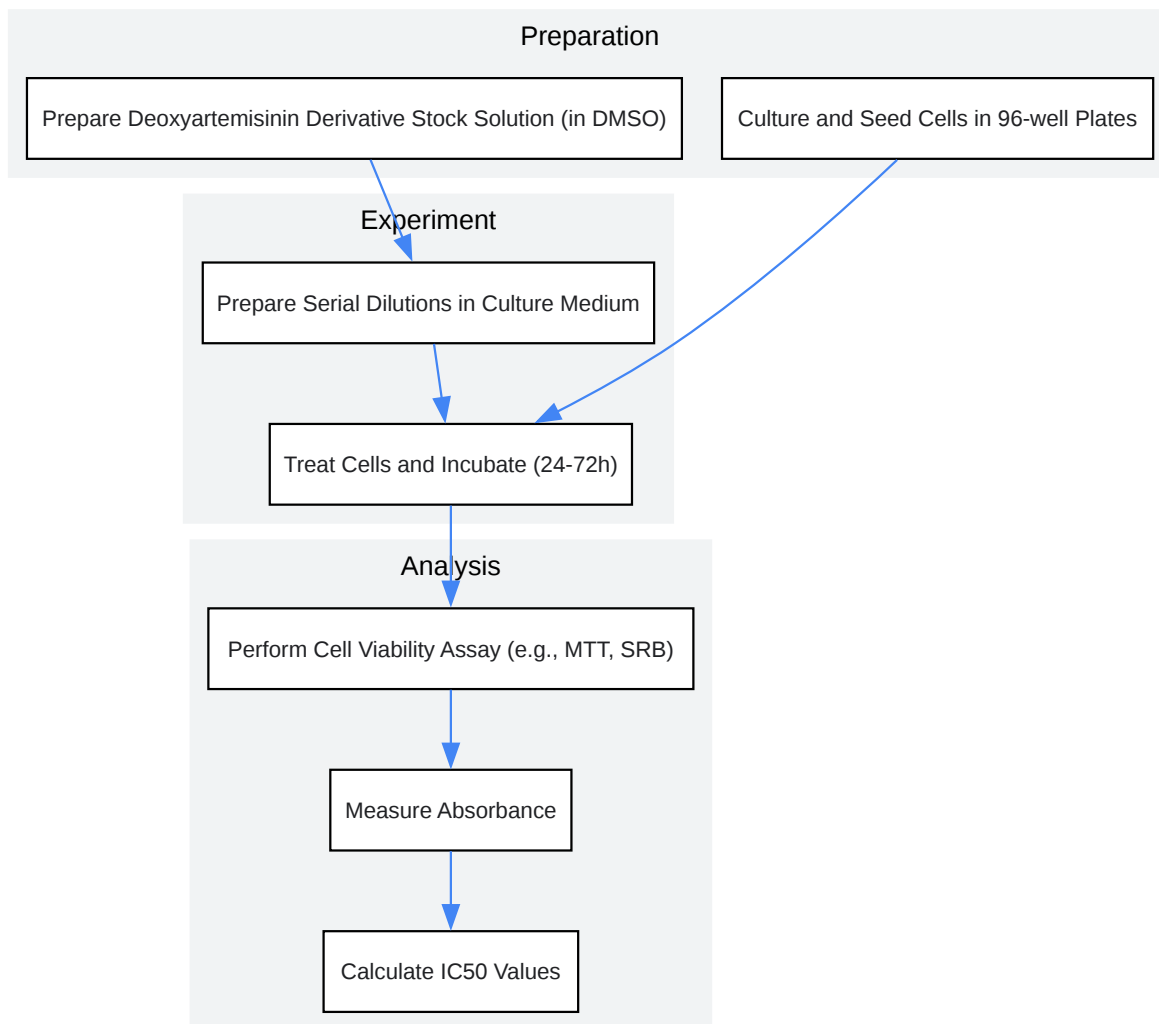 Preparation
Prepare Deoxyartemisinin Derivative Stock Solution (in DMSO)
Culture and Seed Cells in 96-well Plates
Experiment
Prepare Serial Dilutions in Culture Medium
Treat Cells and Incubate (24-72h)
Analysis
Perform Cell Viability Assay (e.g., MTT, SRB)
Measure Absorbance
Calculate IC50 Values